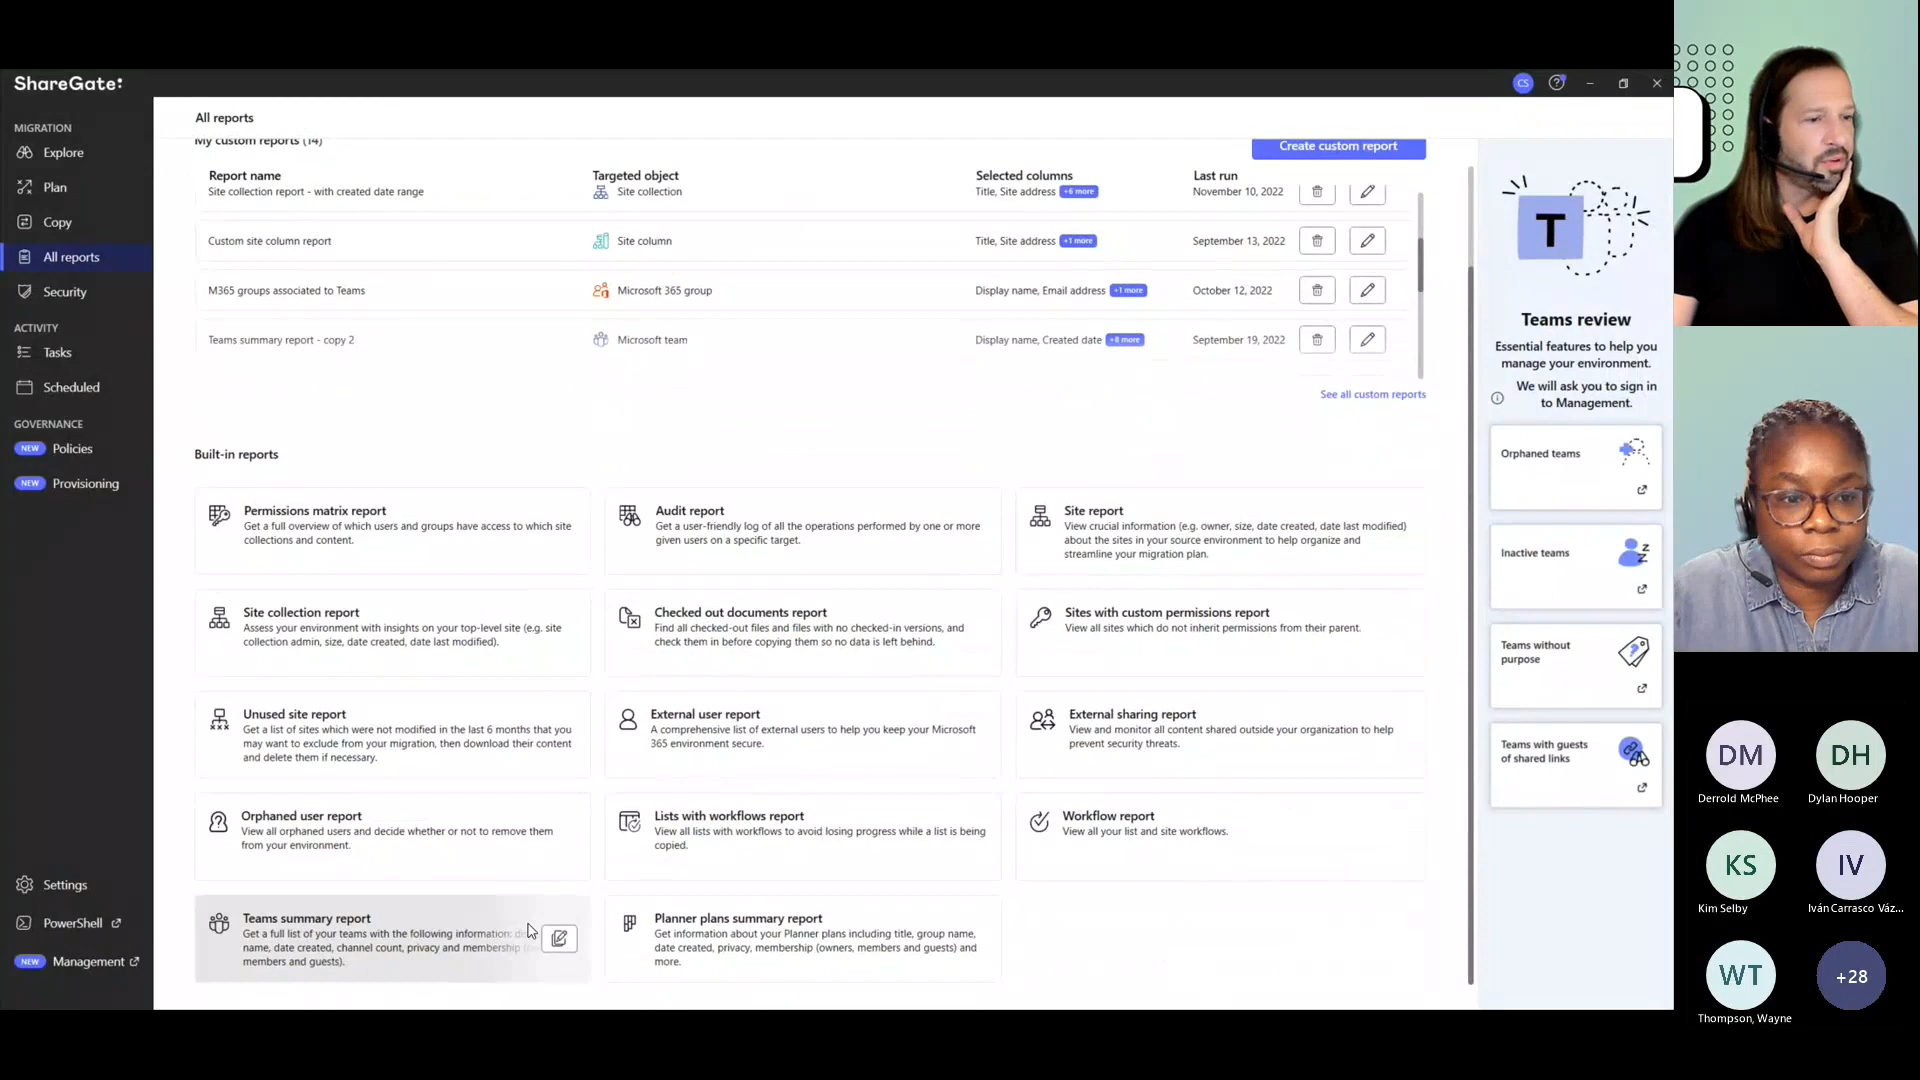 ShareGate:
CS
MIGRATION
Explore
Plan
Copy
All reports
Security
ACTIVITY
Tasks
Scheduled
GOVERNANCE
NEW Policies
NEW Provisioning
Settings
PowerShell
NEW Management
All reports
My custom reports (14)
Create custom report
Report name Targeted object Selected columns Last run
Site collection report - with created date range Site collection Title, Site address +6 more November 10, 2022
Custom site column report Site column Title, Site address +1 more September 13, 2022
M365 groups associated to Teams Microsoft 365 group Display name, Email address +1 more October 12, 2022
Teams summary report - copy 2 Microsoft team Display name, Created date +8 more September 19, 2022
See all custom reports
Built-in reports
Permissions matrix report
Get a full overview of which users and groups have access to which site
collections and content.
Audit report
Get a user-friendly log of all the operations performed by one or more
given users on a specific target.
Site report
View crucial information (e.g. owner, size, date created, date last modified)
about the sites in your source environment to help organize and
streamline your migration plan.
Site collection report
Assess your environment with insights on your top-level site (e.g. site
collection admin, size, date created, date last modified).
Checked out documents report
Find all checked-out files and files with no checked-in versions, and
check them in before copying them so no data is left behind.
Sites with custom permissions report
View all sites which do not inherit permissions from their parent.
Unused site report
Get a list of sites which were not modified in the last 6 months that you
may want to exclude from your migration, then download their content
and delete them if necessary.
External user report
A comprehensive list of external users to help you keep your Microsoft
365 environment secure.
External sharing report
View and monitor all content shared outside your organization to help
prevent security threats.
Orphaned user report
View all orphaned users and decide whether or not to remove them
from your environment.
Lists with workflows report
View all lists with workflows to avoid losing progress while a list is being
copied.
Workflow report
View all your list and site workflows.
Teams summary report
Get a full list of your teams with the following information:
name, date created, channel count, privacy and membership
members and guests).
Planner plans summary report
Get information about your Planner plans including title, group name,
date created, privacy, membership (owners, members and guests) and
more.
T
Teams review
Essential features to help you
manage your environment.
We will ask you to sign in
to Management.
Orphaned teams
Inactive teams
Teams without
purpose
Teams with guests
of shared links
DM
Derrold McPhee
DH
Dylan Hooper
KS
Kim Selby
IV
Iván Carrasco Váz...
WT
Thompson, Wayne
+28